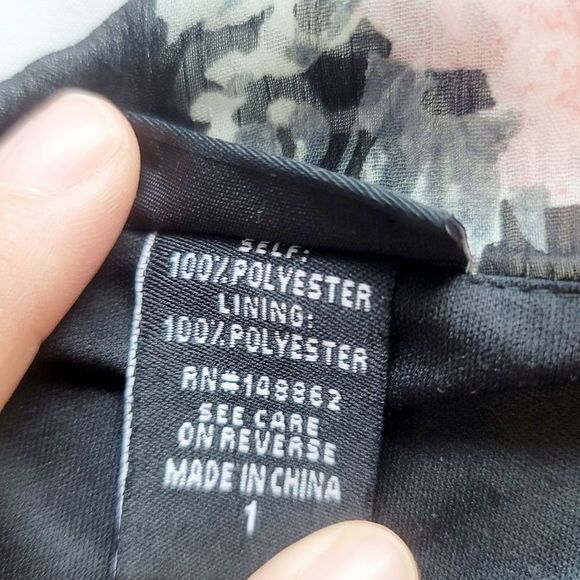 SELF:
100% POLYESTER
LINING:
100% POLYESTER
RN#148862
SEE CARE
ON REVERSE
MADE IN CHINA
1